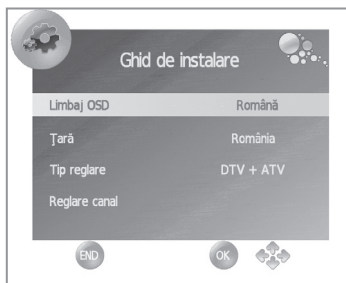 Ghid de instalare
Limbaj OSD Română
Ţară România
Tip reglare DTV + ATV
Reglare canal
END OK